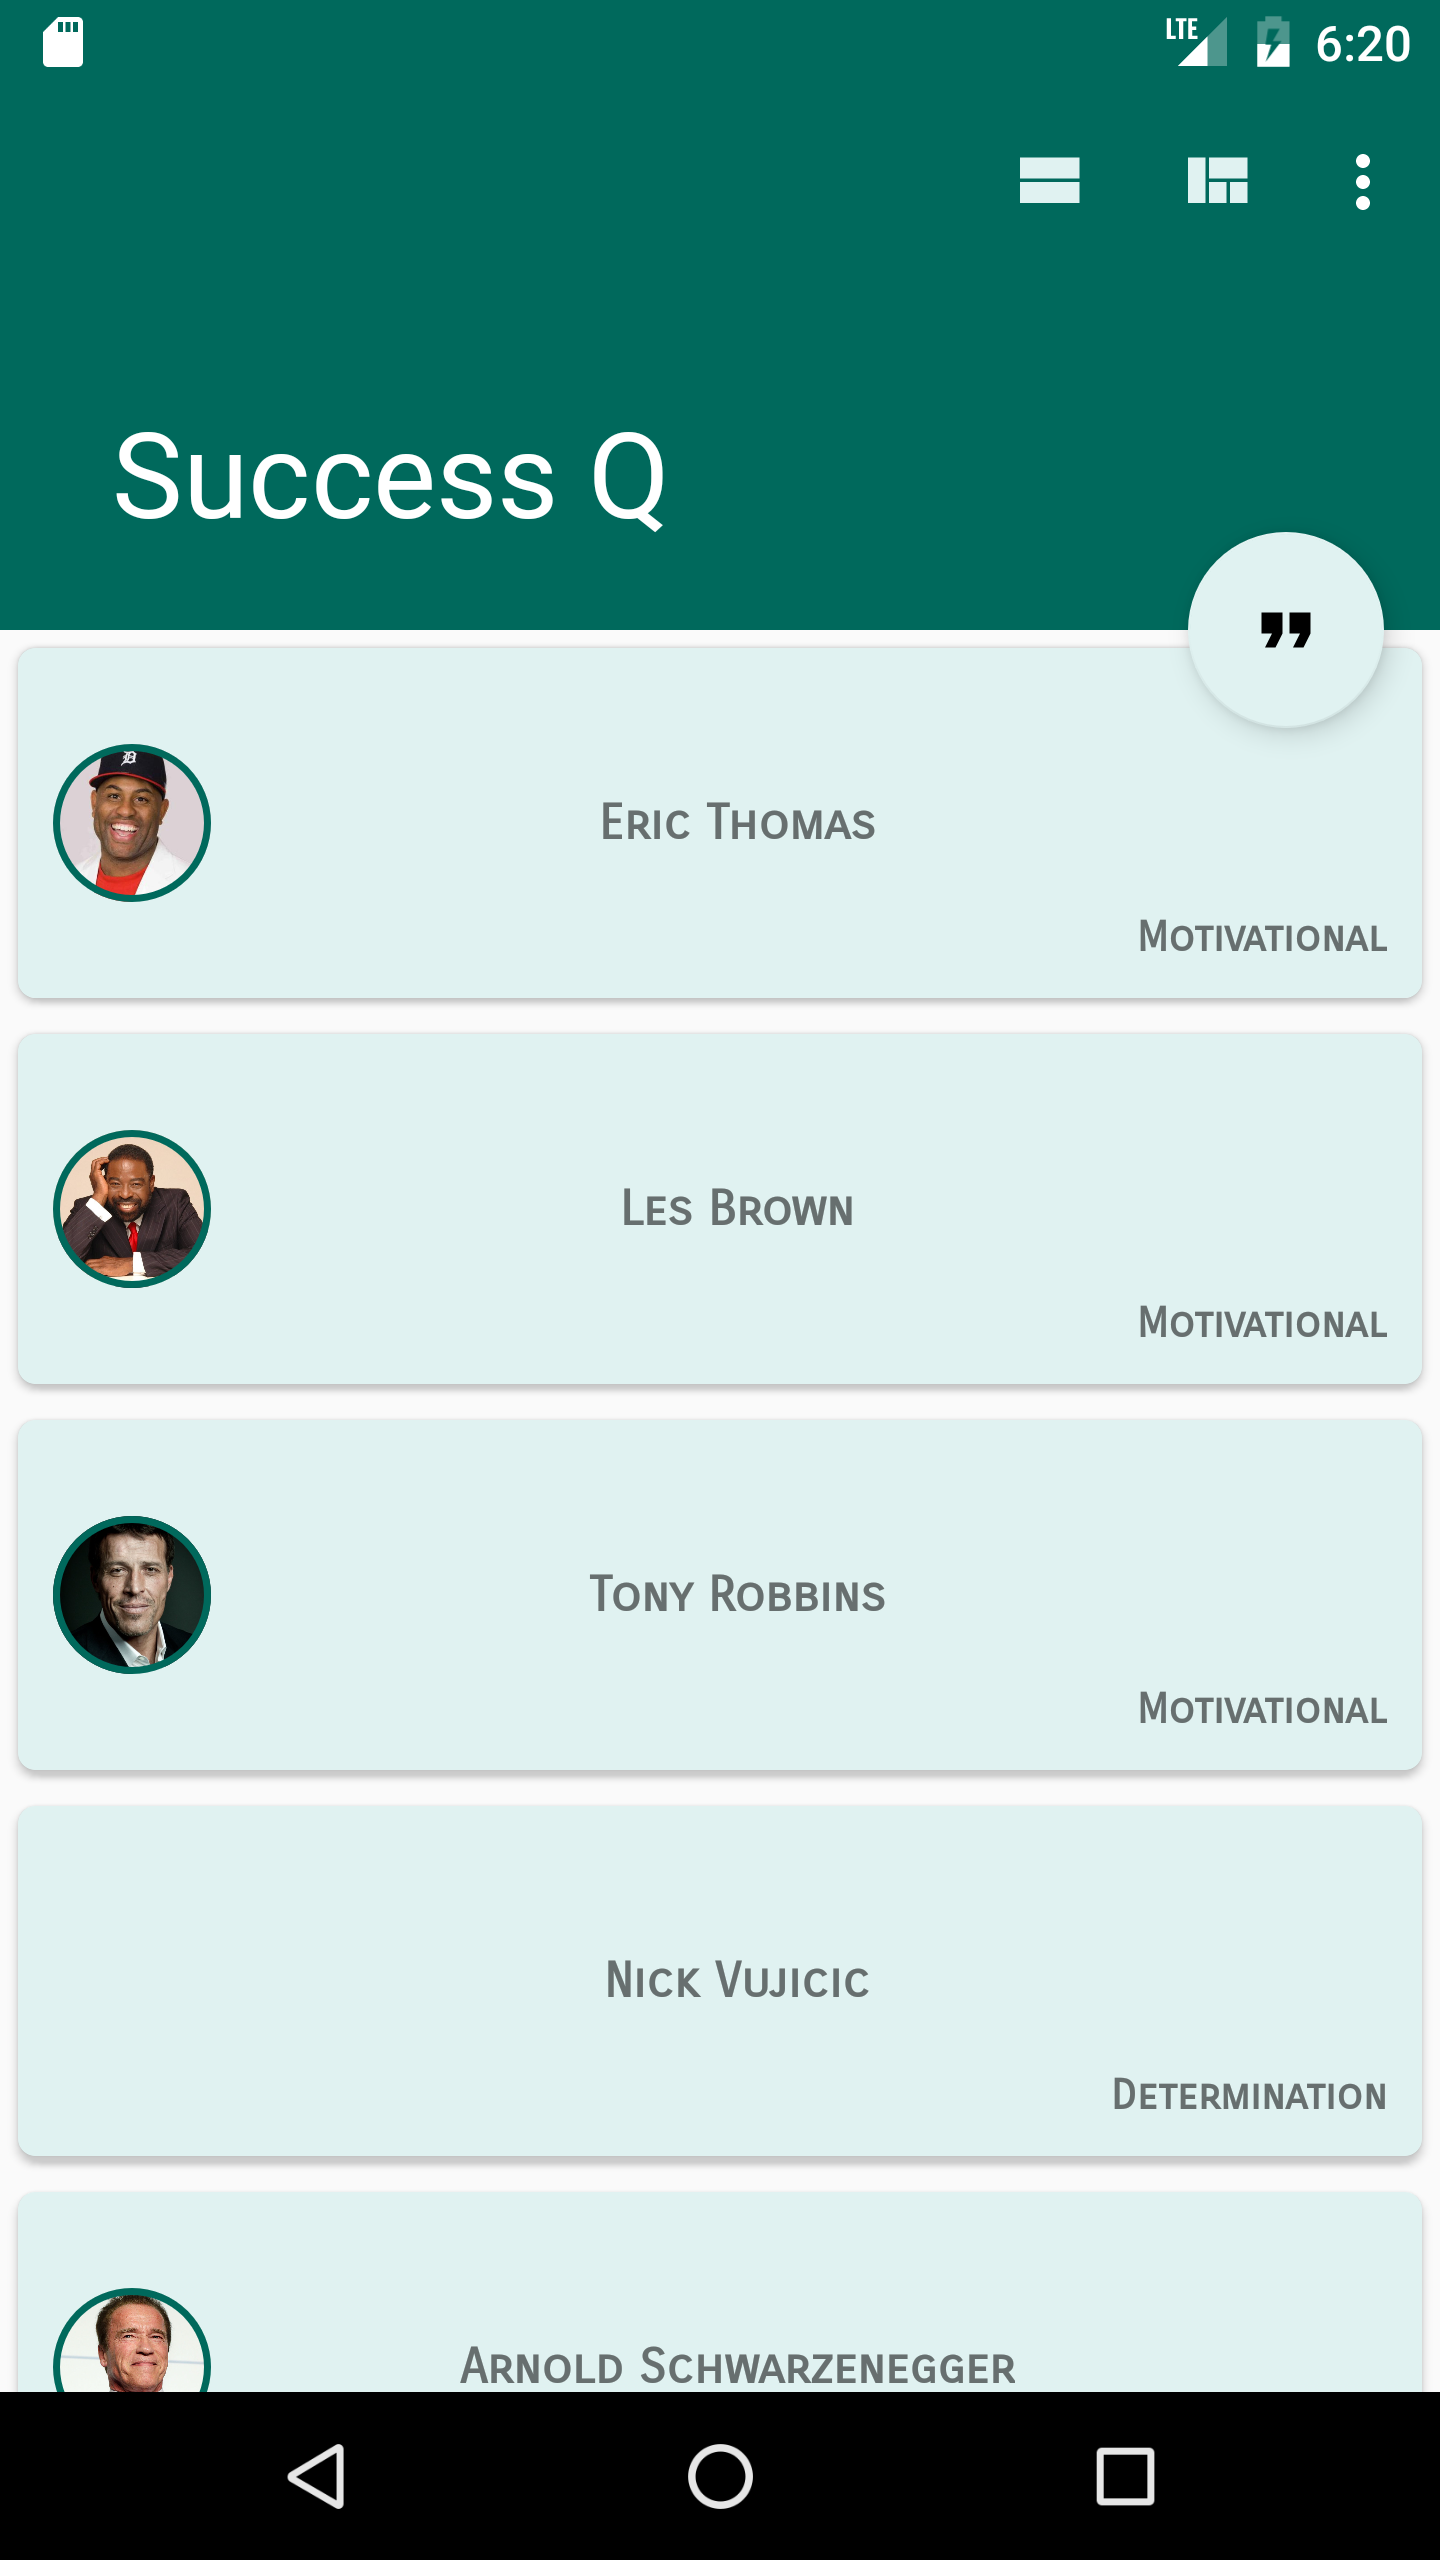 LTE 6:20
Success Q
Eric Thomas
Motivational
Les Brown
Motivational
Tony Robbins
Motivational
Nick Vujicic
Determination
Arnold Schwarzenegger